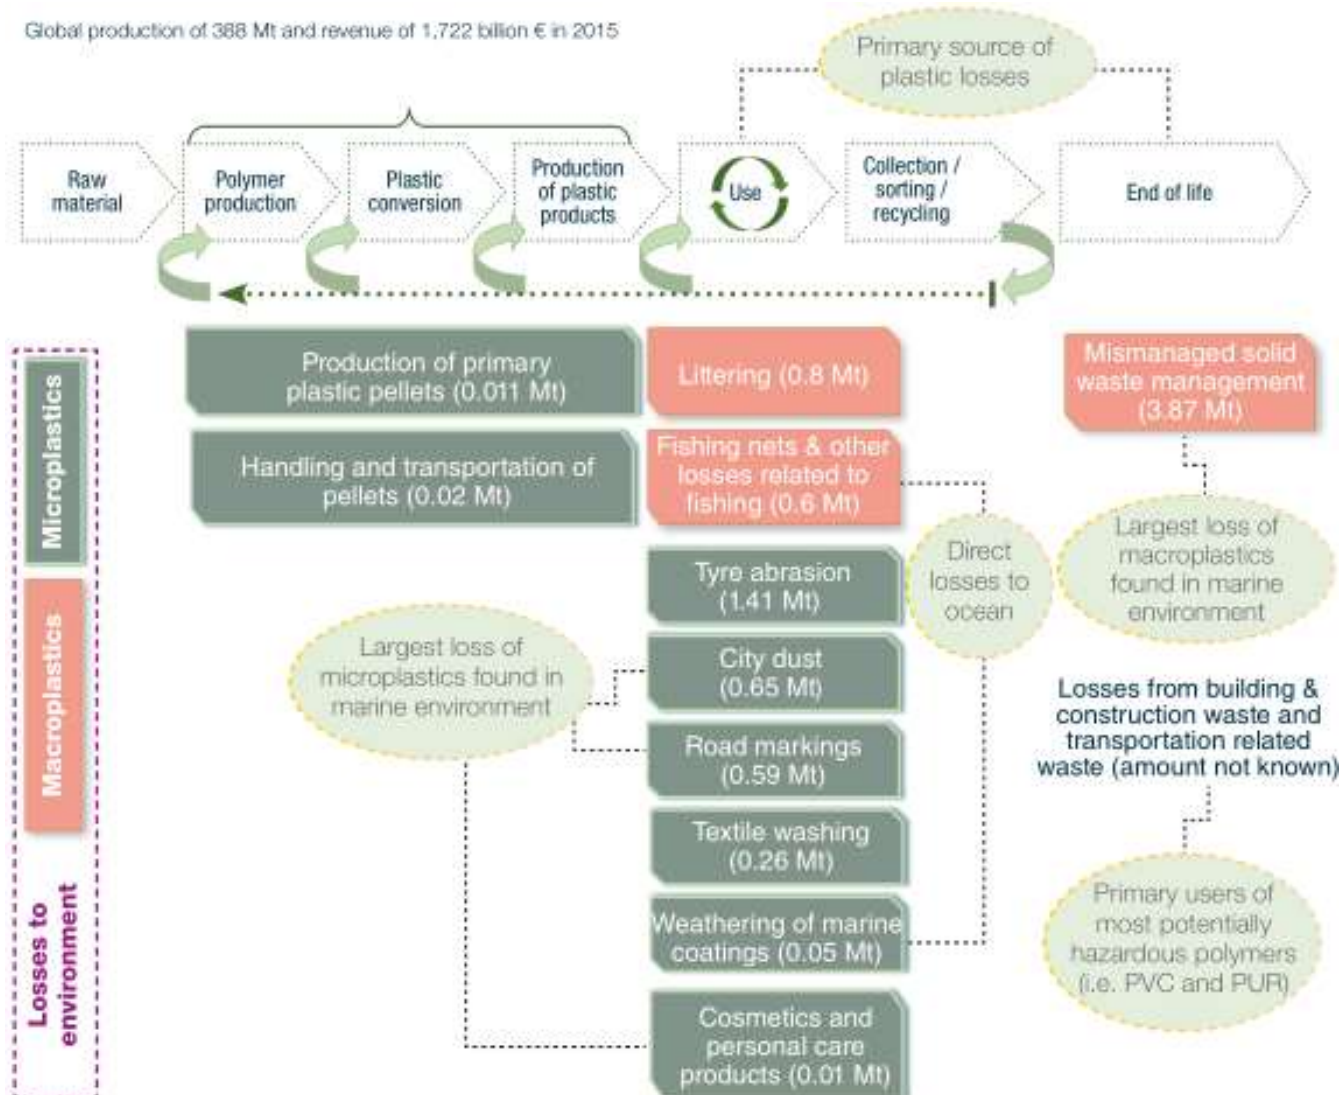 Global production of 388 Mt and revenue of 1,722 billion € in 2015
Primary source of
plastic losses
Raw
material
Polymer
production
Plastic
conversion
Production
of plastic
products
Use
Collection /
sorting /
recycling
End of life
Microplastics
Macroplastics
Losses to
environment
Production of primary
plastic pellets (0.011 Mt)
Handling and transportation of
pellets (0.02 Mt)
Littering (0.8 Mt)
Fishing nets & other
losses related to
fishing (0.6 Mt)
Tyre abrasion
(1.41 Mt)
City dust
(0.65 Mt)
Road markings
(0.59 Mt)
Textile washing
(0.26 Mt)
Weathering of marine
coatings (0.05 Mt)
Cosmetics and
personal care
products (0.01 Mt)
Largest loss of
microplastics found in
marine environment
Direct
losses to
ocean
Mismanaged solid
waste management
(3.87 Mt)
Largest loss of
macroplastics
found in marine
environment
Losses from building &
construction waste and
transportation related
waste (amount not known)
Primary users of
most potentially
hazardous polymers
(i.e. PVC and PUR)